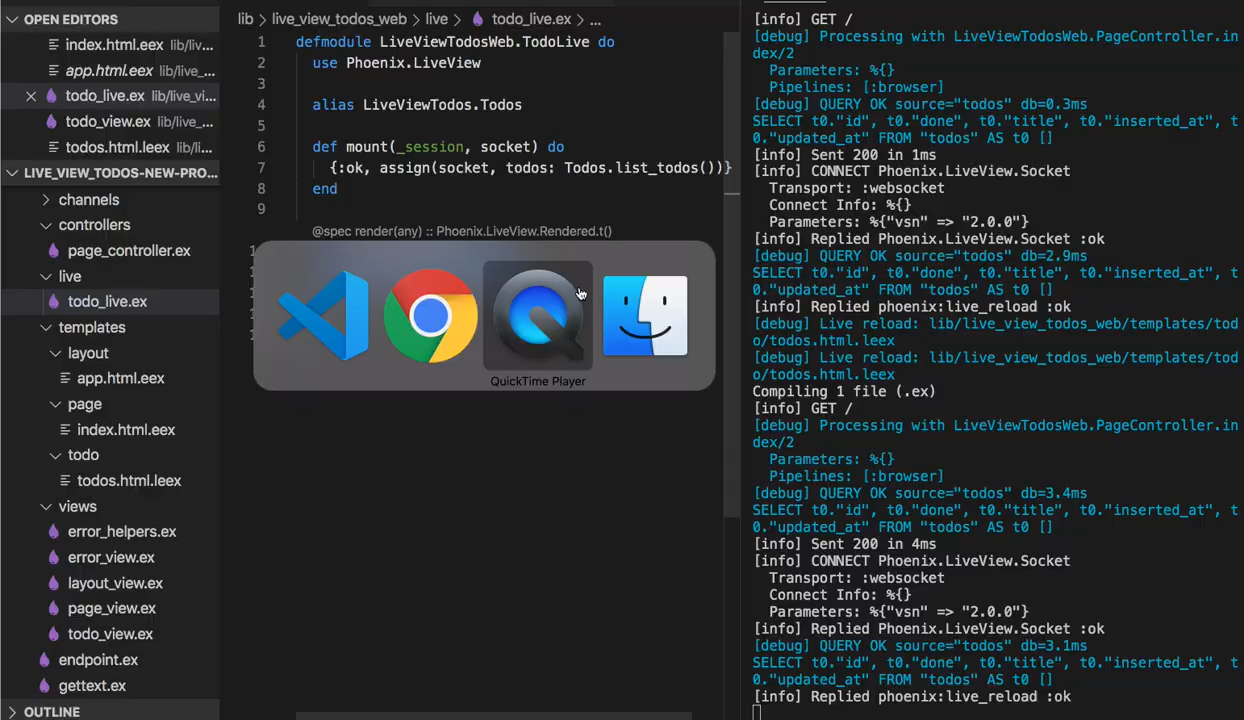 OPEN EDITORS
index.html.eex lib/liv...
app.html.eex lib/live_...
todo_live.ex lib/live_vi...
todo_view.ex lib/live_...
todos.html.leex lib/li...
LIVE_VIEW_TODOS-NEW-PRO...
channels
controllers
page_controller.ex
live
todo_live.ex
templates
layout
app.html.eex
page
index.html.eex
todo
todos.html.leex
views
error_helpers.ex
error_view.ex
layout_view.ex
page_view.ex
todo_view.ex
endpoint.ex
gettext.ex
OUTLINE
lib > live_view_todos_web > live > todo_live.ex > ...
1 defmodule LiveViewTodosWeb.TodoLive do
2 use Phoenix.LiveView
3
4 alias LiveViewTodos.Todos
5
6 def mount(_session, socket) do
7 {:ok, assign(socket, todos: Todos.list_todos())}
8 end
9
@spec render(any) :: Phoenix.LiveView.Rendered.t()
QuickTime Player
[info] GET /
[debug] Processing with LiveViewTodosWeb.PageController.in
dex/2
Parameters: %{}
Pipelines: [:browser]
[debug] QUERY OK source="todos" db=0.3ms
SELECT t0."id", t0."done", t0."title", t0."inserted_at", t
0."updated_at" FROM "todos" AS t0 []
[info] Sent 200 in 1ms
[info] CONNECT Phoenix.LiveView.Socket
Transport: :websocket
Connect Info: %{}
Parameters: %{"vsn" => "2.0.0"}
[info] Replied Phoenix.LiveView.Socket :ok
[debug] QUERY OK source="todos" db=2.9ms
SELECT t0."id", t0."done", t0."title", t0."inserted_at", t
0."updated_at" FROM "todos" AS t0 []
[info] Replied phoenix:live_reload :ok
[debug] Live reload: lib/live_view_todos_web/templates/tod
o/todos.html.leex
[debug] Live reload: lib/live_view_todos_web/templates/tod
o/todos.html.leex
Compiling 1 file (.ex)
[info] GET /
[debug] Processing with LiveViewTodosWeb.PageController.in
dex/2
Parameters: %{}
Pipelines: [:browser]
[debug] QUERY OK source="todos" db=3.4ms
SELECT t0."id", t0."done", t0."title", t0."inserted_at", t
0."updated_at" FROM "todos" AS t0 []
[info] Sent 200 in 4ms
[info] CONNECT Phoenix.LiveView.Socket
Transport: :websocket
Connect Info: %{}
Parameters: %{"vsn" => "2.0.0"}
[info] Replied Phoenix.LiveView.Socket :ok
[debug] QUERY OK source="todos" db=3.1ms
SELECT t0."id", t0."done", t0."title", t0."inserted_at", t
0."updated_at" FROM "todos" AS t0 []
[info] Replied phoenix:live_reload :ok